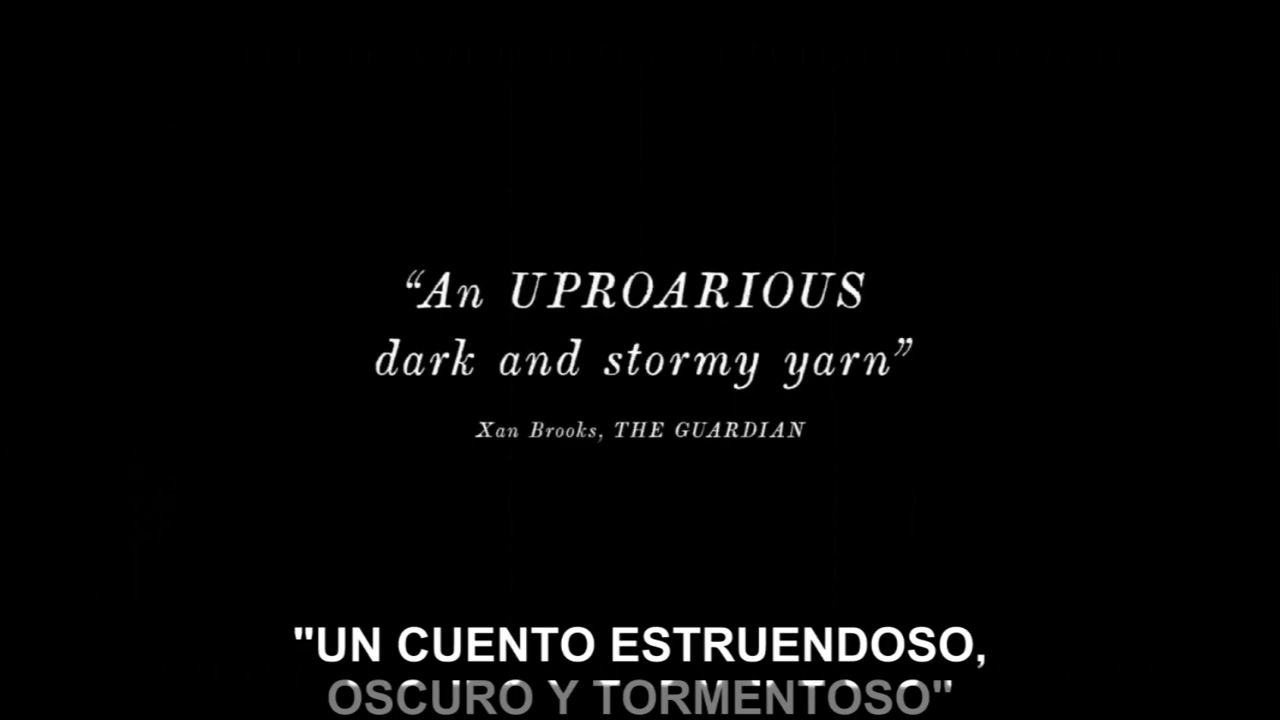 “An UPROARIOUS
dark and stormy yarn”
Xan Brooks, THE GUARDIAN
"UN CUENTO ESTRUENDOSO,
OSCURO Y TORMENTOSO"